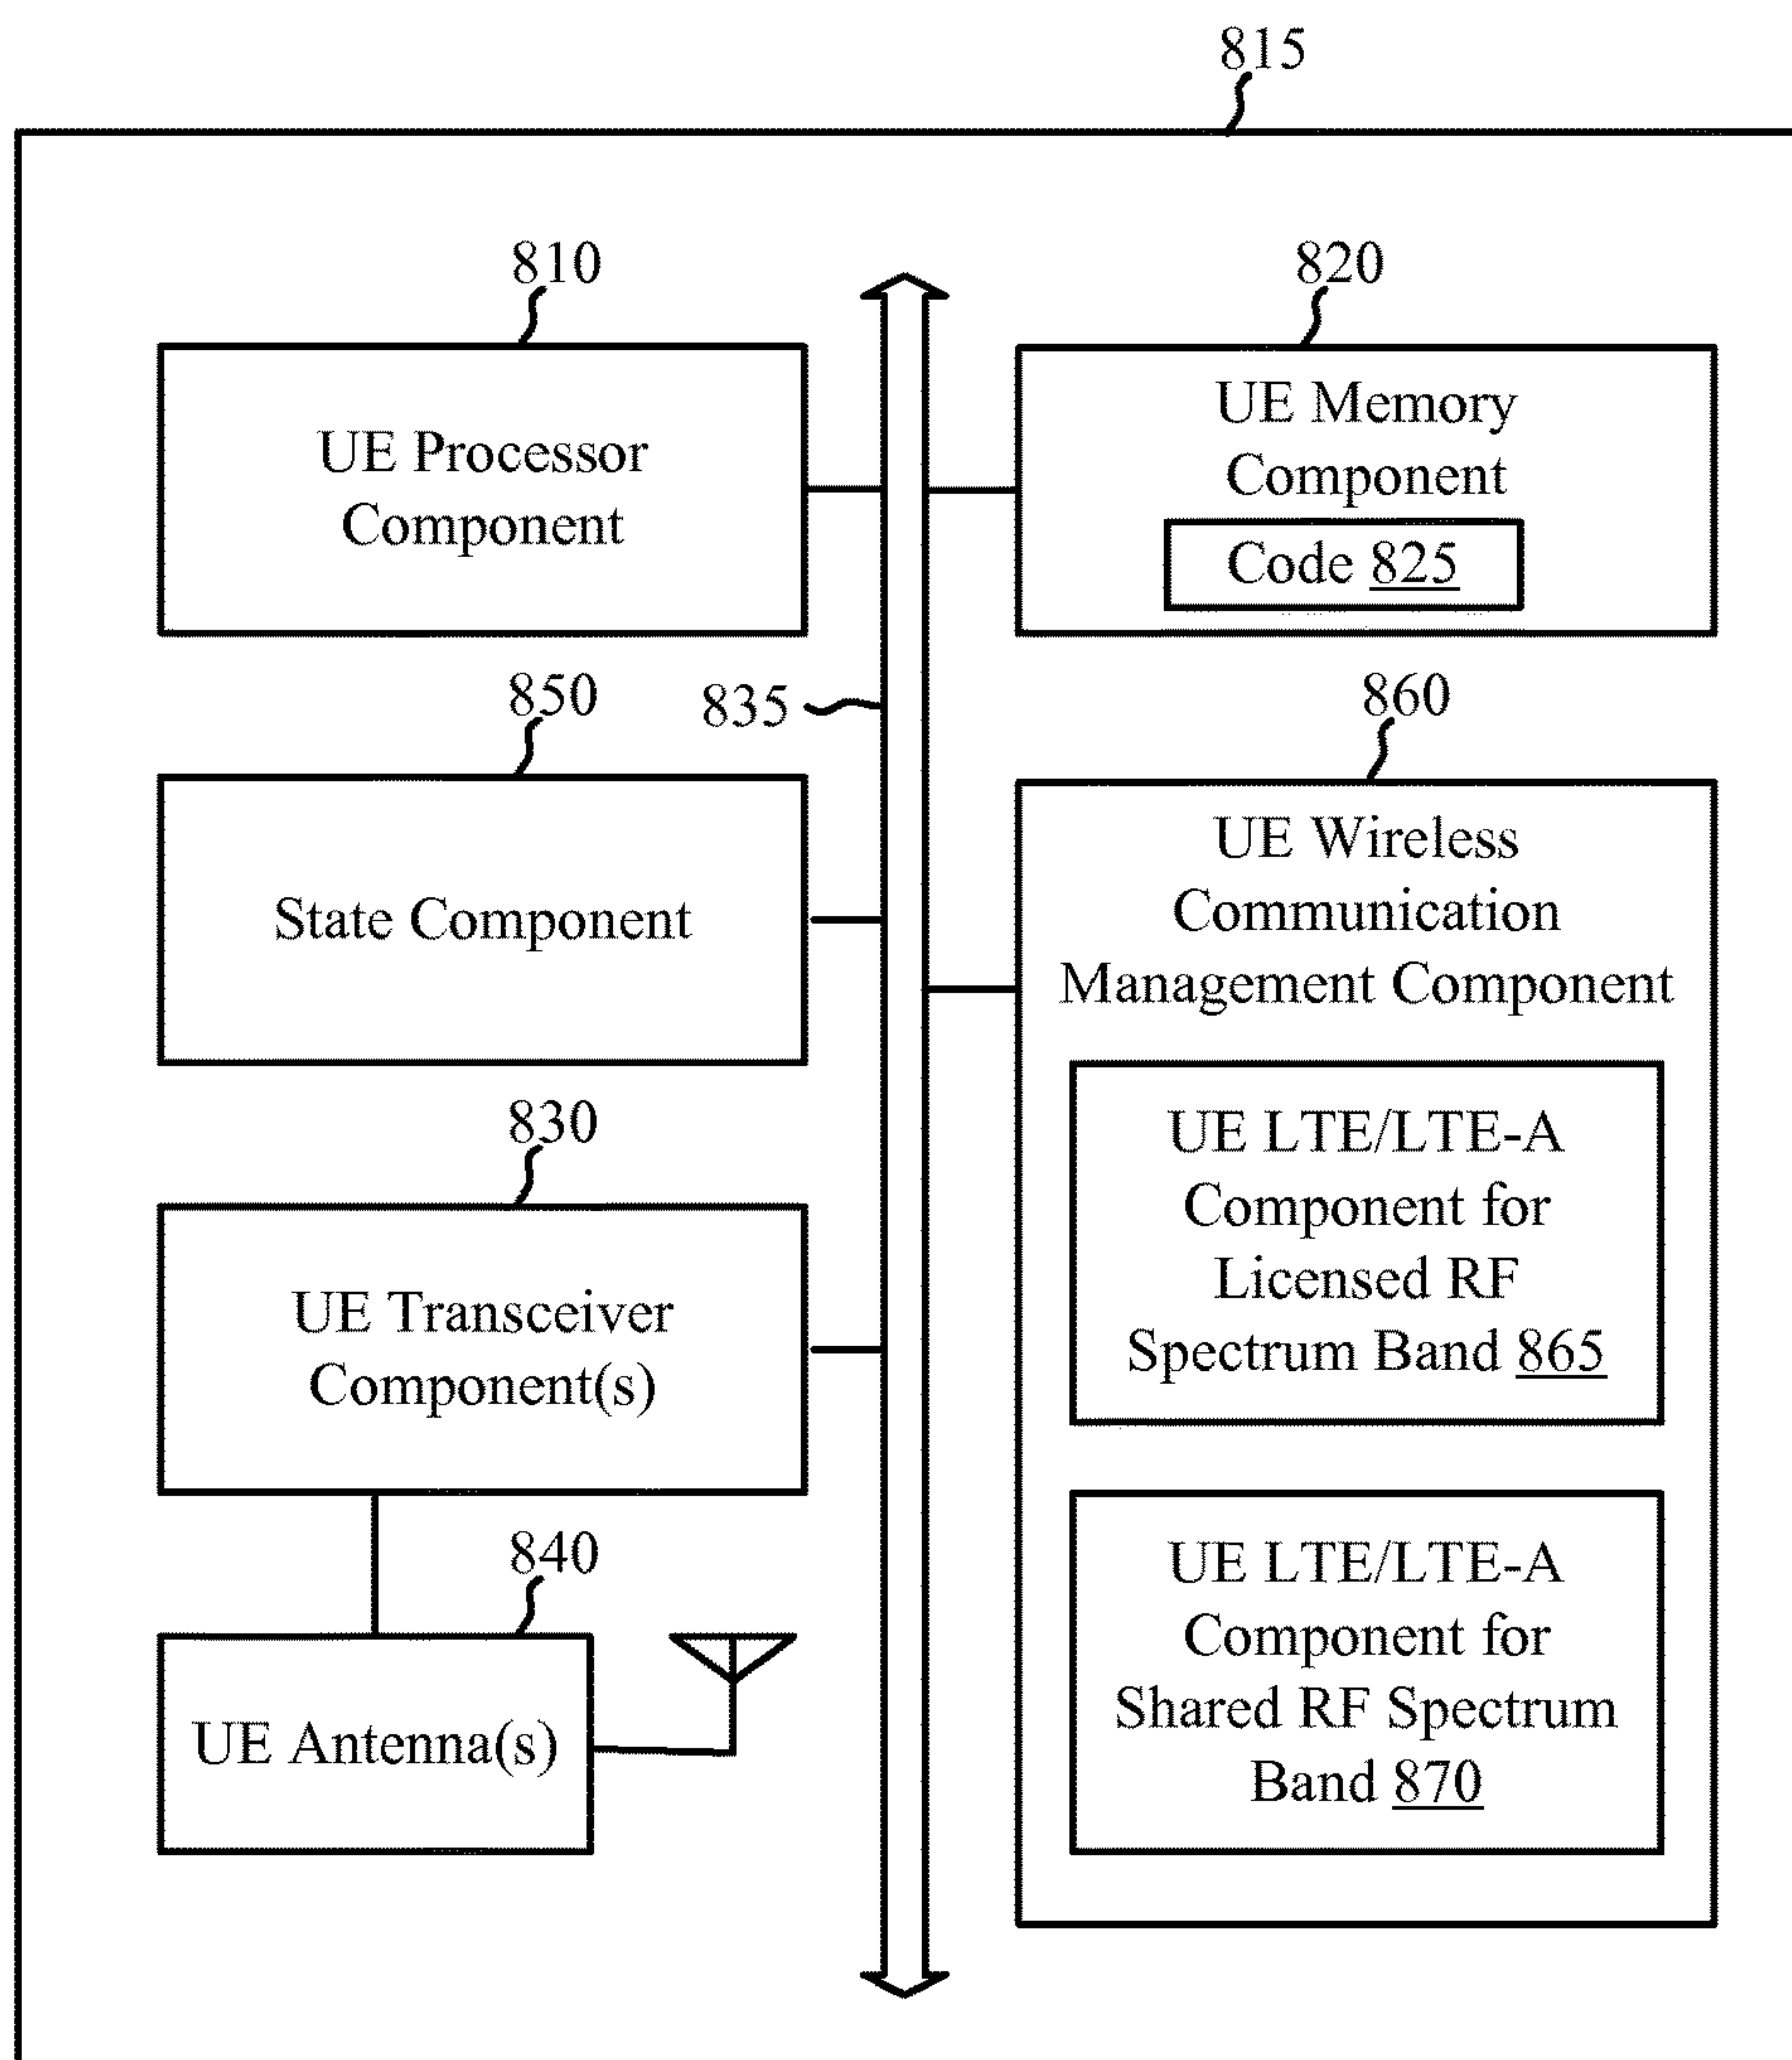 815
810
UE Processor
Component
820
UE Memory
Component
Code 825
850
State Component
835
860
UE Wireless
Communication
Management Component
UE LTE/LTE-A
Component for
Licensed RF
Spectrum Band 865
UE LTE/LTE-A
Component for
Shared RF Spectrum
Band 870
830
UE Transceiver
Component(s)
840
UE Antenna(s)